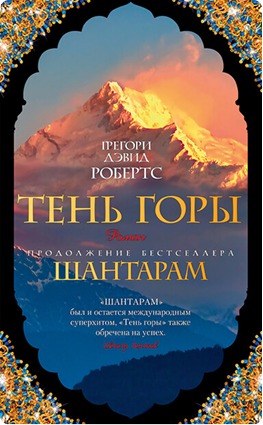 ГРЕГОРИ
ДЭВИД
РОБЕРТС
ТЕНЬ ГОРЫ
Роман
ПРОДОЛЖЕНИЕ БЕСТСЕЛЛЕРА
ШАНТАРАМ
«ШАНТАРАМ»
был и остается международным
суперхитом, «Тень горы» также
обречена на успех.